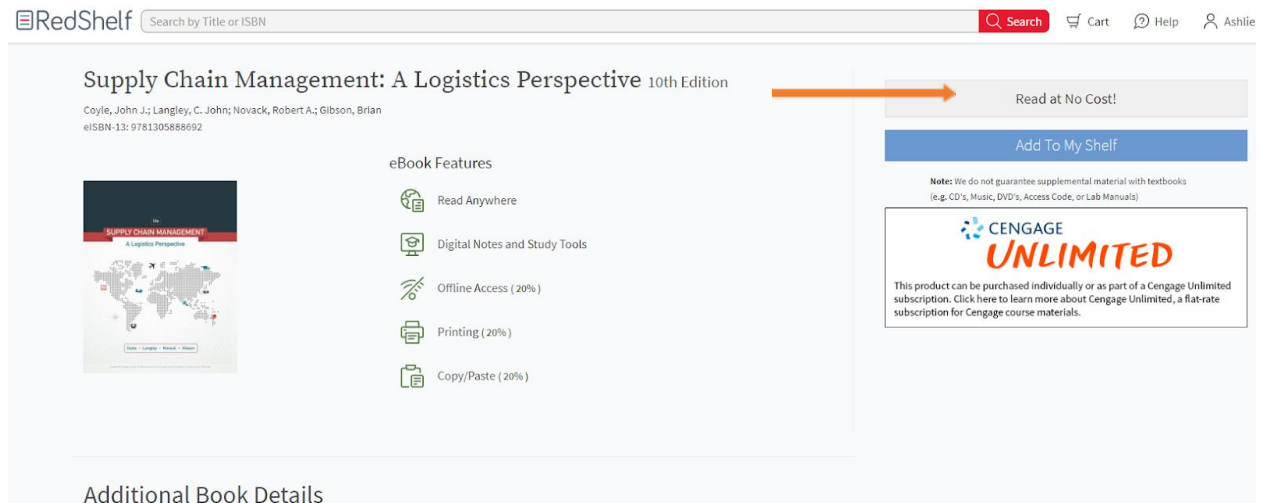 RedShelf
Search by Title or ISBN
Search
Cart
Help
Ashlie
Supply Chain Management: A Logistics Perspective 10th Edition
Coyle, John J.; Langley, C. John; Novack, Robert A.; Gibson, Brian
eISBN-13: 9781305888692
SUPPLY CHAIN MANAGEMENT
A Logistics Perspective
Coyle • Langley • Novack • Gibson
eBook Features
Read Anywhere
Digital Notes and Study Tools
Offline Access (20%)
Printing (20%)
Copy/Paste (20%)
Read at No Cost!
Add To My Shelf
Note: We do not guarantee supplemental material with textbooks
(e.g. CD's, Music, DVD's, Access Code, or Lab Manuals)
CENGAGE
UNLIMITED
This product can be purchased individually or as part of a Cengage Unlimited
subscription. Click here to learn more about Cengage Unlimited, a flat-rate
subscription for Cengage course materials.
Additional Book Details